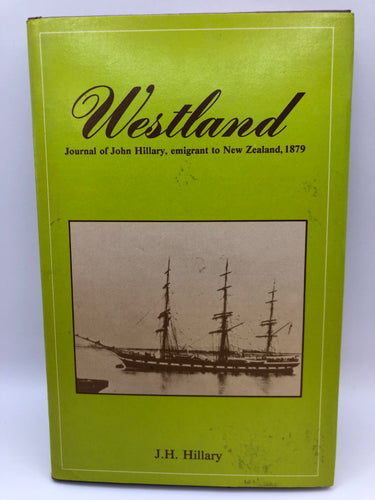 Westland
Journal of John Hillary, emigrant to New Zealand, 1879
J.H. Hillary